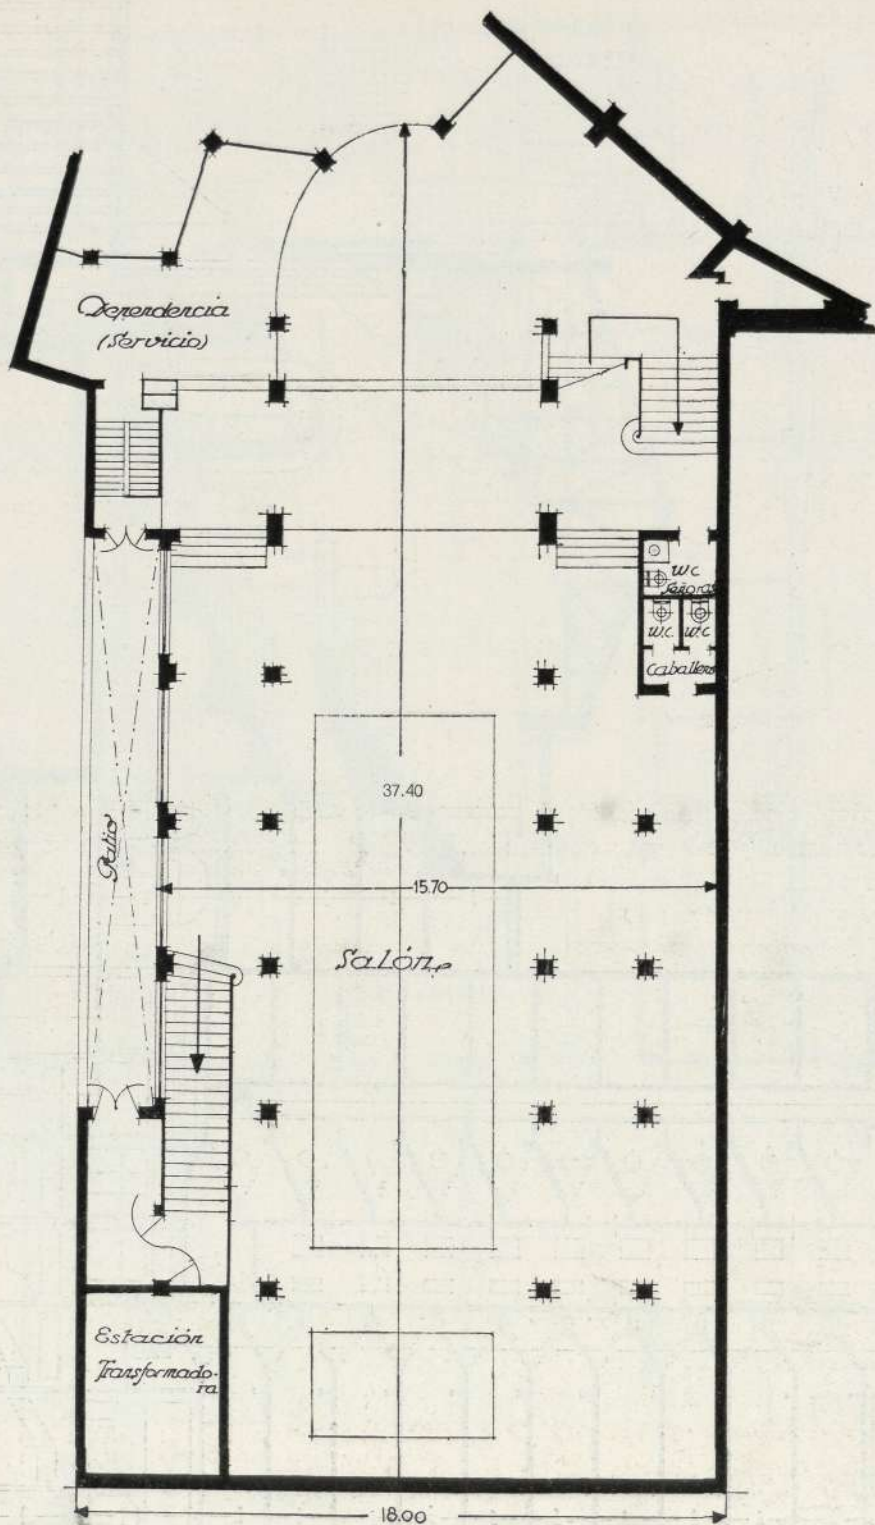 Dependencia
(Servicio)
W.C
Señoras
W.C.
W.C
Caballeros
37.40
Patio
15.70
Salón
Estación
Transformado-
ra
18.00